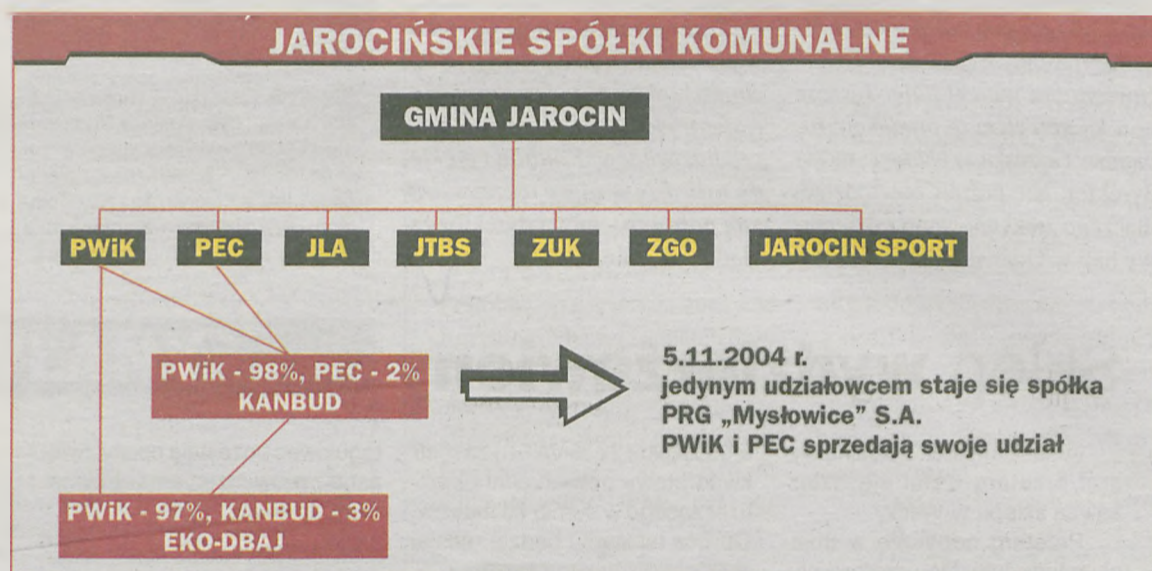 JAROCIŃSKIE SPÓŁKI KOMUNALNE
GMINA JAROCIN
PWiK PEC JLA JTBS ZUK ZGO JAROCIN SPORT
PWiK - 98%, PEC - 2%
KANBUD
5.11.2004 r.
jedynym udziałowcem staje się spółka
PRG „Mysłowice” S.A.
PWiK i PEC sprzedają swoje udział
PWiK - 97%, KANBUD - 3%
EKO-DBAJ